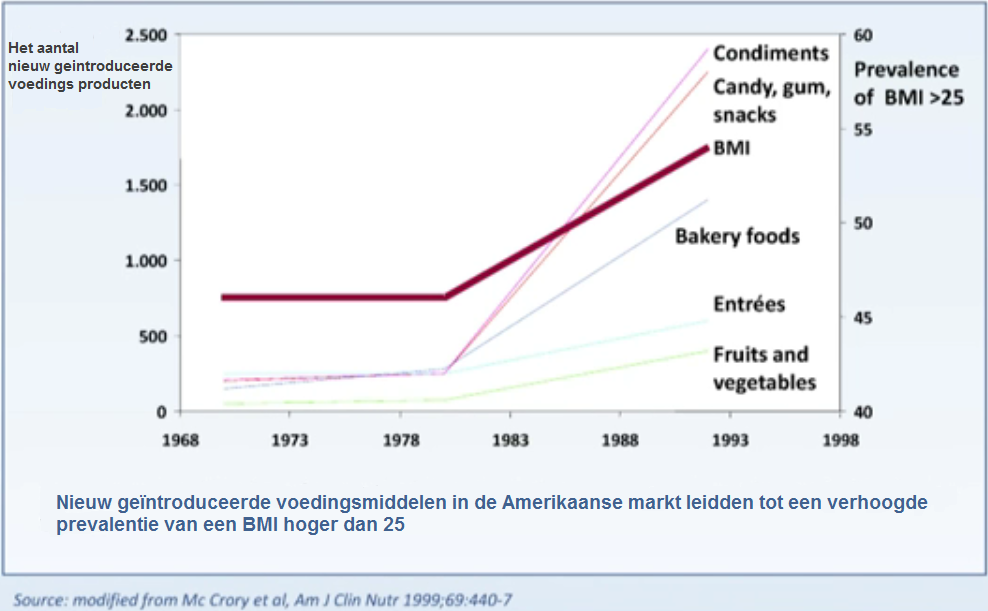 Het aantal
nieuw geintroduceerde
voedings producten
2.500
2.000
1.500
1.000
500
0
1968
1973
1978
1983
1988
1993
1998
60
55
50
45
40
Prevalence
of BMI >25
Condiments
Candy, gum,
snacks
BMI
Bakery foods
Entrées
Fruits and
vegetables
Nieuw geïntroduceerde voedingsmiddelen in de Amerikaanse markt leidden tot een verhoogde
prevalentie van een BMI hoger dan 25
Source: modified from Mc Crory et al, Am J Clin Nutr 1999;69:440-7